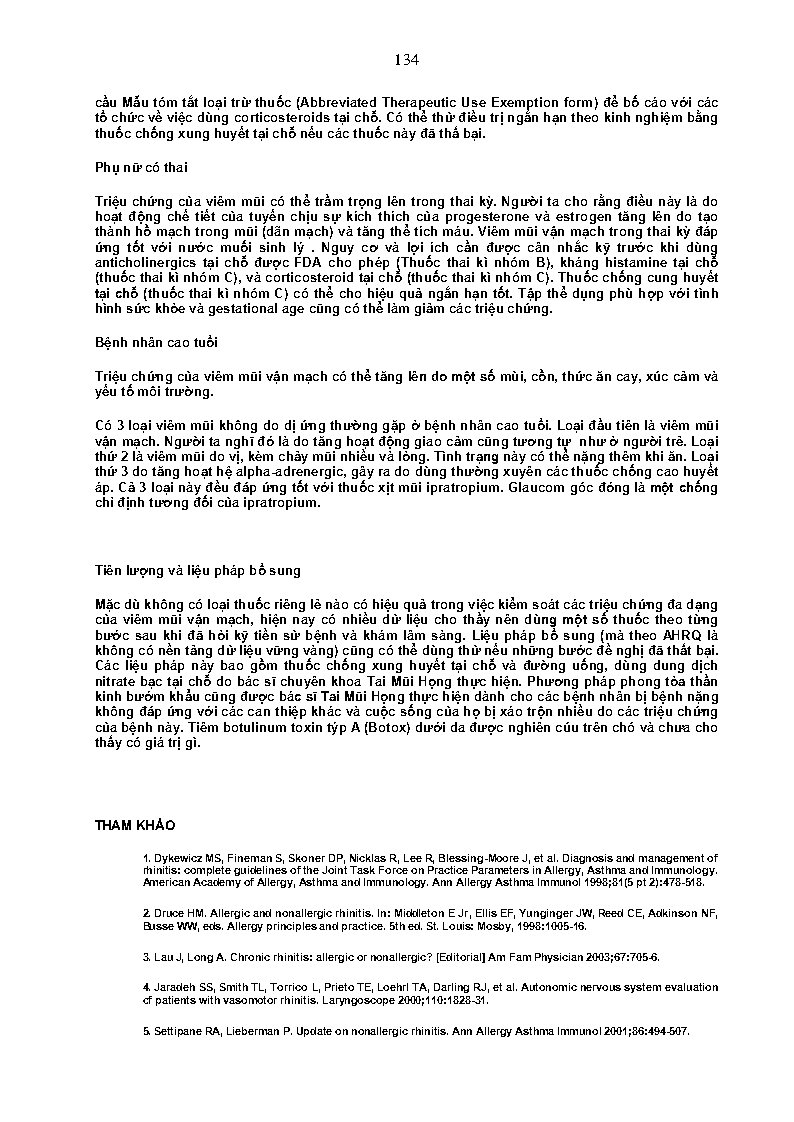 134
cầu Mẫu tóm tắt loại trừ thuốc (Abbreviated Therapeutic Use Exemption form) để bố cáo với các
tổ chức về việc dùng corticosteroids tại chỗ. Có thể thử điều trị ngắn hạn theo kinh nghiệm bằng
thuốc chống xung huyết tại chỗ nếu các thuốc này đã thất bại.
Phụ nữ có thai
Triệu chứng của viêm mũi có thể trầm trọng lên trong thai kỳ. Người ta cho rằng điều này là do
hoạt động chế tiết của tuyến chịu sự kích thích của progesterone và estrogen tăng lên do tạo
thành hồ mạch trong mũi (dãn mạch) và tăng thể tích máu. Viêm mũi vận mạch trong thai kỳ đáp
ứng tốt với nước muối sinh lý . Nguy cơ và lợi ích cần được cân nhắc kỹ trước khi dùng
anticholinergics tại chỗ được FDA cho phép (Thuốc thai kì nhóm B), kháng histamine tại chỗ
(thuốc thai kì nhóm C), và corticosteroid tại chỗ (thuốc thai kì nhóm C). Thuốc chống cung huyết
tại chỗ (thuốc thai kì nhóm C) có thể cho hiệu quả ngắn hạn tốt. Tập thể dụng phù hợp với tình
hình sức khỏe và gestational age cũng có thể làm giảm các triệu chứng.
Bệnh nhân cao tuổi
Triệu chứng của viêm mũi vận mạch có thể tăng lên do một số mùi, cồn, thức ăn cay, xúc cảm và
yếu tố môi trường.
Có 3 loại viêm mũi không do dị ứng thường gặp ở bệnh nhân cao tuổi. Loại đầu tiên là viêm mũi
vận mạch. Người ta nghĩ đó là do tăng hoạt động giao cảm cũng tương tự như ở người trẻ. Loại
thứ 2 là viêm mũi do vị, kèm chảy mũi nhiều và lỏng. Tình trạng này có thể nặng thêm khi ăn. Loại
thứ 3 do tăng hoạt hệ alpha-adrenergic, gây ra do dùng thường xuyên các thuốc chống cao huyết
áp. Cả 3 loại này đều đáp ứng tốt với thuốc xịt mũi ipratropium. Glaucom góc đóng là một chống
chỉ định tương đối của ipratropium.
Tiên lượng và liệu pháp bổ sung
Mặc dù không có loại thuốc riêng lẻ nào có hiệu quả trong việc kiểm soát các triệu chứng đa dạng
của viêm mũi vận mạch, hiện nay có nhiều dữ liệu cho thấy nên dùng một số thuốc theo từng
bước sau khi đã hỏi kỹ tiền sử bệnh và khám lâm sàng. Liệu pháp bổ sung (mà theo AHRQ là
không có nền tảng dữ liệu vững vàng) cũng có thể dùng thử nếu những bước đề nghị đã thất bại.
Các liệu pháp này bao gồm thuốc chống xung huyết tại chỗ và đường uống, dùng dung dịch
nitrate bạc tại chỗ do bác sĩ chuyên khoa Tai Mũi Họng thực hiện. Phương pháp phong tỏa thần
kinh bướm khẩu cũng được bác sĩ Tai Mũi Họng thực hiện dành cho các bệnh nhân bị bệnh nặng
không đáp ứng với các can thiệp khác và cuộc sống của họ bị xáo trộn nhiều do các triệu chứng
của bệnh này. Tiêm botulinum toxin týp A (Botox) dưới da được nghiên cứu trên chó và chưa cho
thấy có giá trị gì.
THAM KHẢO
1. Dykewicz MS, Fineman S, Skoner DP, Nicklas R, Lee R, Blessing-Moore J, et al. Diagnosis and management of
rhinitis: complete guidelines of the Joint Task Force on Practice Parameters in Allergy, Asthma and Immunology.
American Academy of Allergy, Asthma and Immunology. Ann Allergy Asthma Immunol 1998;81(5 pt 2):478-518.
2. Druce HM. Allergic and nonallergic rhinitis. In: Middleton E Jr, Ellis EF, Yunginger JW, Reed CE, Adkinson NF,
Busse WW, eds. Allergy principles and practice. 5th ed. St. Louis: Mosby, 1998:1005-16.
3. Lau J, Long A. Chronic rhinitis: allergic or nonallergic? [Editorial] Am Fam Physician 2003;67:705-6.
4. Jaradeh SS, Smith TL, Torrico L, Prieto TE, Loehrl TA, Darling RJ, et al. Autonomic nervous system evaluation
of patients with vasomotor rhinitis. Laryngoscope 2000;110:1828-31.
5. Settipane RA, Lieberman P. Update on nonallergic rhinitis. Ann Allergy Asthma Immunol 2001;86:494-507.